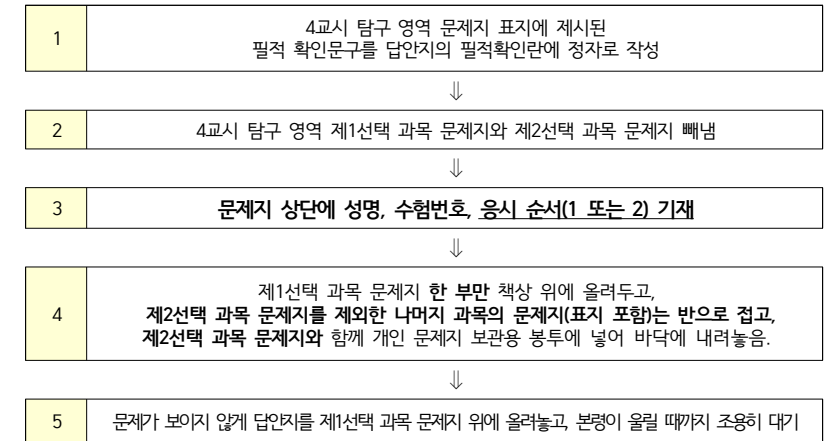 1
4교시 탐구 영역 문제지 표지에 제시된
필적 확인문구를 답안지의 필적확인란에 정자로 작성
⇓
2
4교시 탐구 영역 제1선택 과목 문제지와 제2선택 과목 문제지 빼냄
⇓
3
문제지 상단에 성명, 수험번호, 응시 순서(1 또는 2) 기재
⇓
4
제1선택 과목 문제지 한 부만 책상 위에 올려두고,
제2선택 과목 문제지를 제외한 나머지 과목의 문제지(표지 포함)는 반으로 접고,
제2선택 과목 문제지와 함께 개인 문제지 보관용 봉투에 넣어 바닥에 내려놓음.
⇓
5
문제가 보이지 않게 답안지를 제1선택 과목 문제지 위에 올려놓고, 본령이 울릴 때까지 조용히 대기